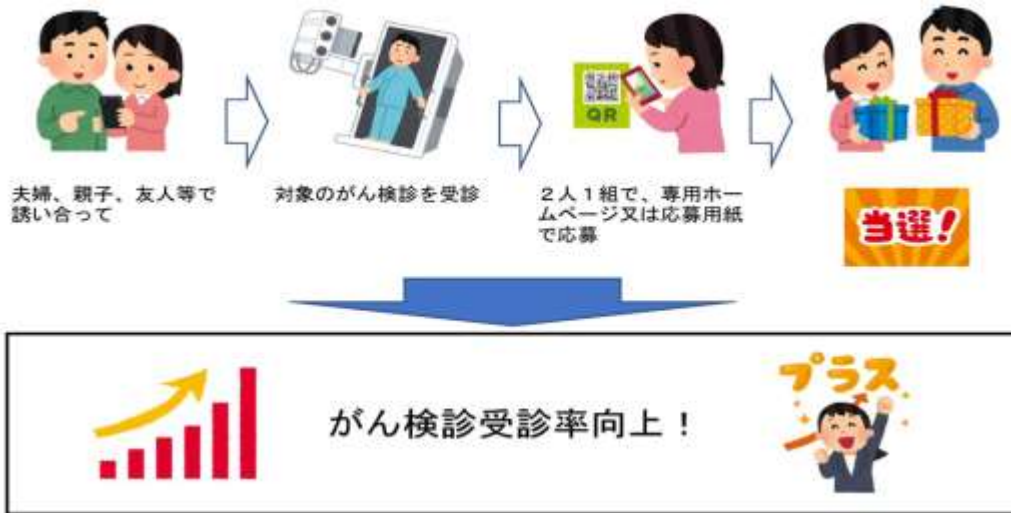 QR
夫婦、親子、友人等で
誘い合って
対象のがん検診を受診
2人1組で、専用ホー
ムページ又は応募用紙
で応募
当選!
がん検診受診率向上!
プラス